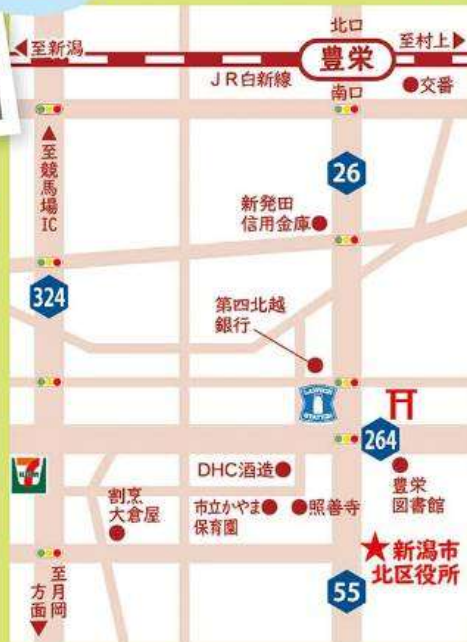 北口
至新潟
豊栄
至村上
JR白新線
南口
交番
至競馬場IC
26
新発田
信用金庫
324
第四北越
銀行
LAWSON
STATION
264
DHC酒造
豊栄
図書館
割烹
大倉屋
市立かやま
保育園
照善寺
新潟市
北区役所
至月岡
方面
55